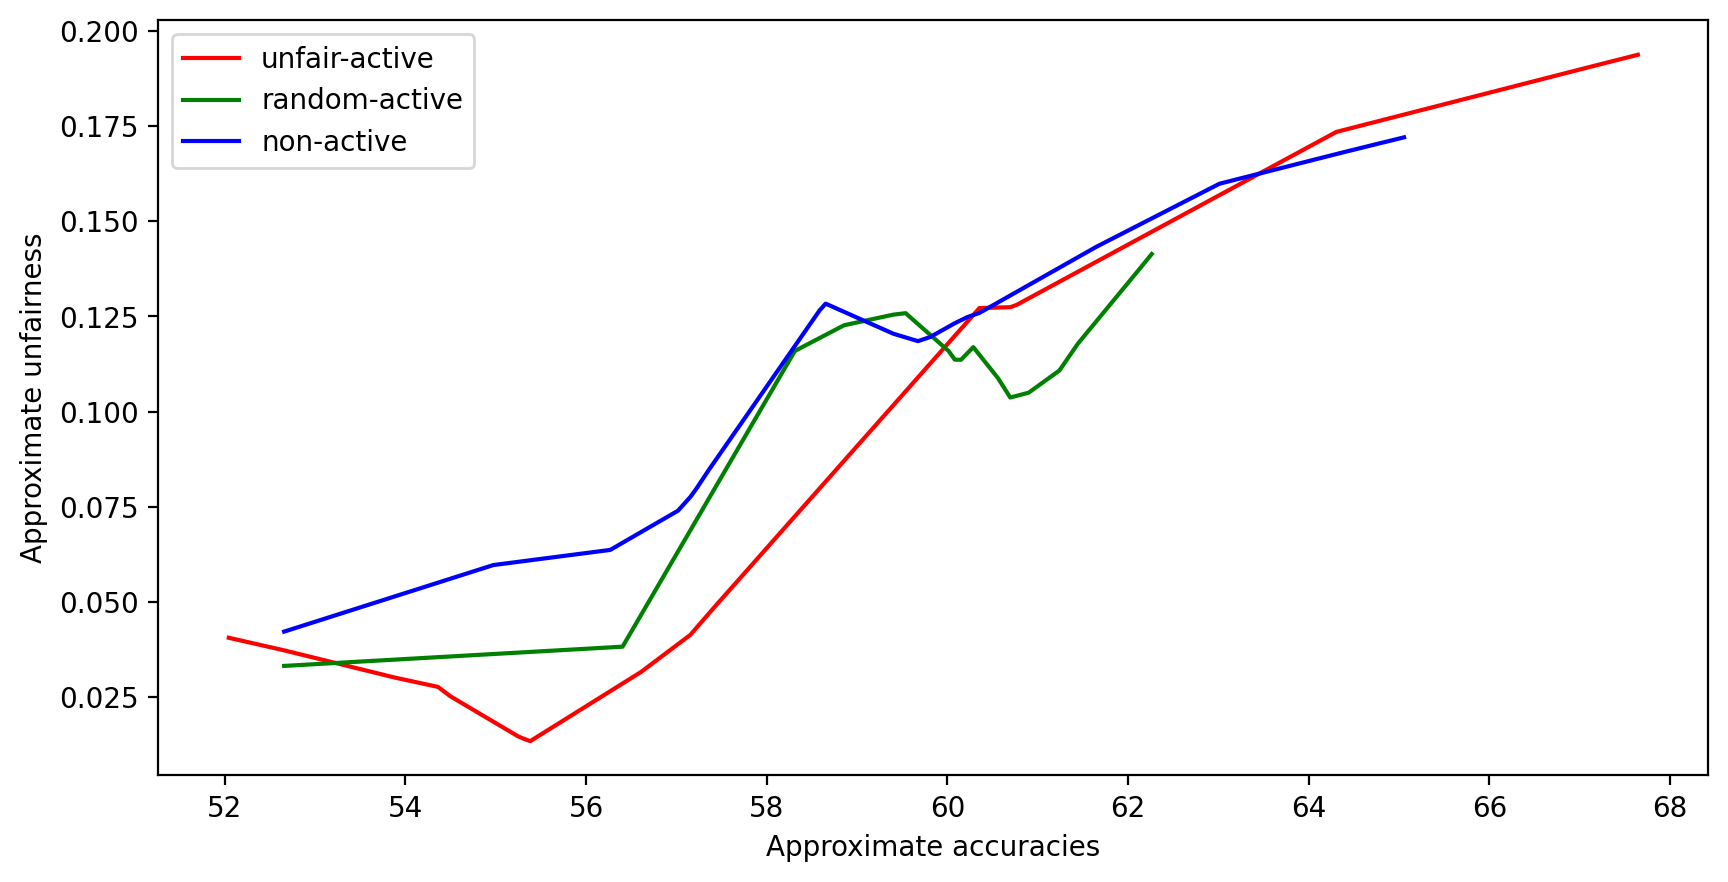 0.200
0.175
0.150
0.125
0.100
0.075
0.050
0.025
Approximate unfairness
unfair-active
random-active
non-active
52 54 56 58 60 62 64 66 68
Approximate accuracies